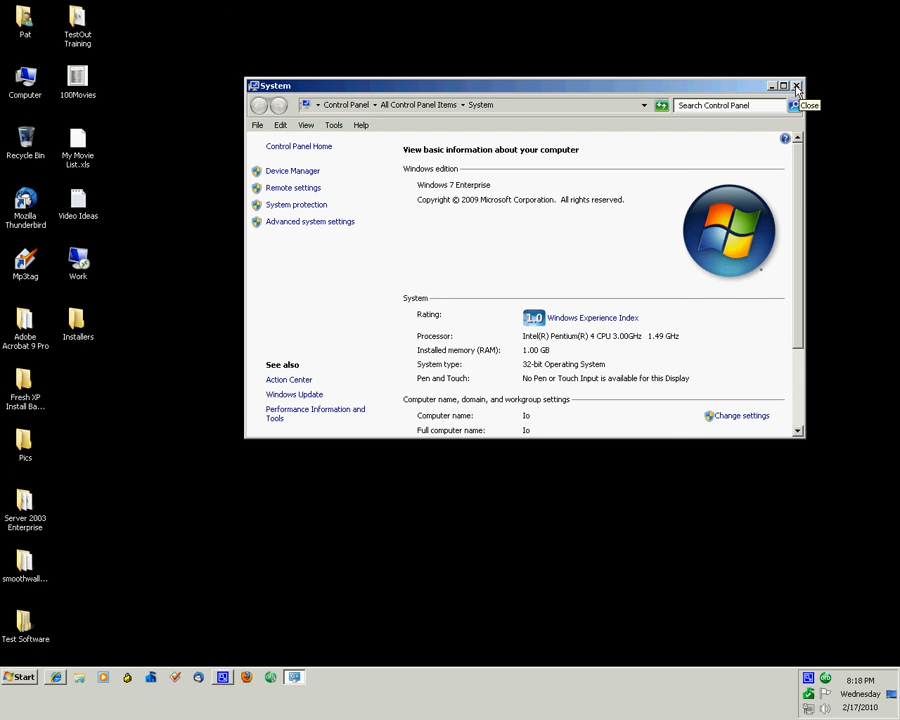 Pat
TestOut
Training
Computer
100Movies
Recycle Bin
My Movie
List.xls
Mozilla
Thunderbird
Video Ideas
Mp3tag
Work
Adobe
Acrobat 9 Pro
Installers
Fresh XP
Install Ba...
Pics
Server 2003
Enterprise
smoothwall...
Test Software
System
Close
Control Panel
All Control Panel Items
System
Search Control Panel
File Edit View Tools Help
Control Panel Home
Device Manager
Remote settings
System protection
Advanced system settings
See also
Action Center
Windows Update
Performance Information and
Tools
View basic information about your computer
Windows edition
Windows 7 Enterprise
Copyright © 2009 Microsoft Corporation. All rights reserved.
System
Rating: 1.0 Windows Experience Index
Processor: Intel(R) Pentium(R) 4 CPU 3.00GHz 1.49 GHz
Installed memory (RAM): 1.00 GB
System type: 32-bit Operating System
Pen and Touch: No Pen or Touch Input is available for this Display
Computer name, domain, and workgroup settings
Computer name: Io Change settings
Full computer name: Io
Start
8:18 PM
Wednesday
2/17/2010